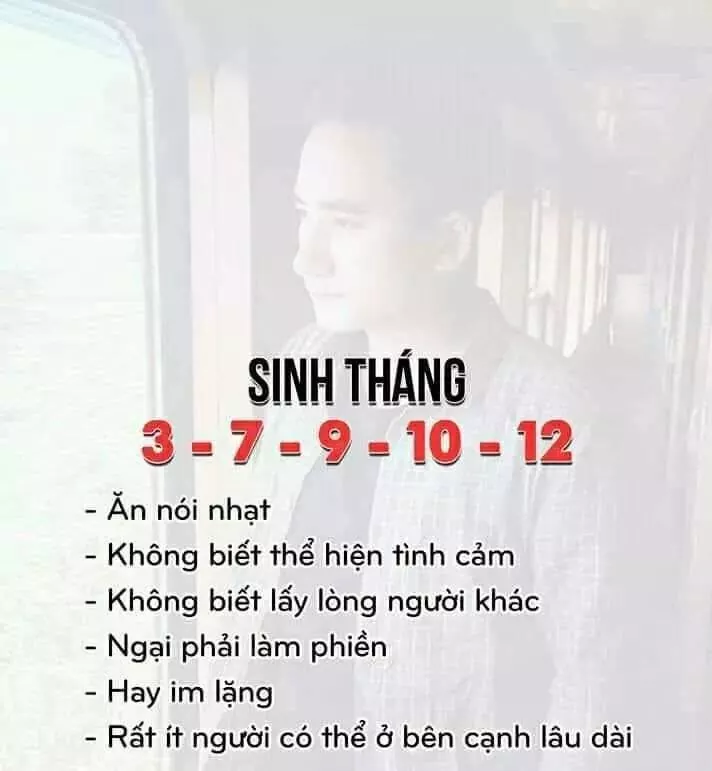 SINH THÁNG
3 - 7 - 9 - 10 - 12
- Ăn nói nhạt
- Không biết thể hiện tình cảm
- Không biết lấy lòng người khác
- Ngại phải làm phiền
- Hay im lặng
- Rất ít người có thể ở bên cạnh lâu dài